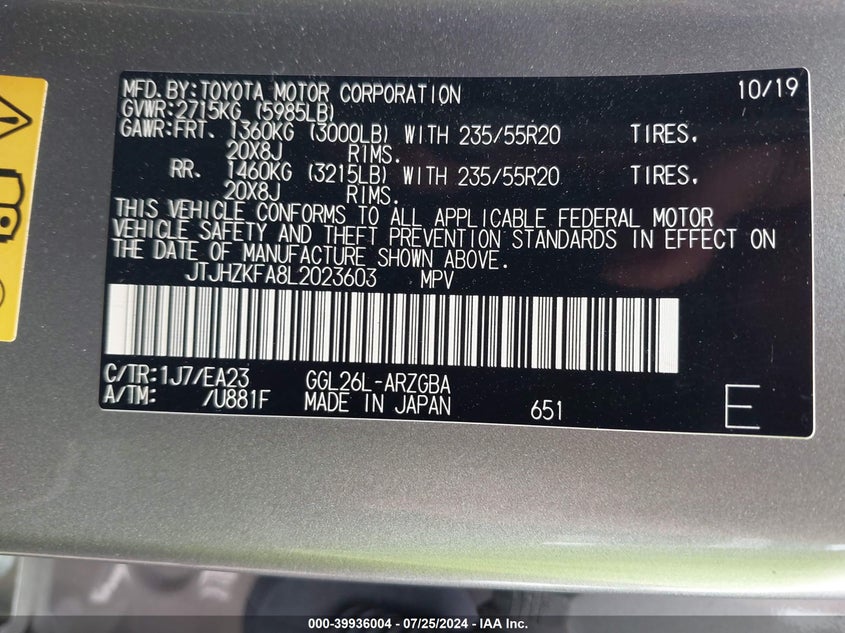 MFD.BY:TOYOTA MOTOR CORPORATION 10/19
GVWR:2715KG (5985LB)
GAWR:FRT. 1360KG (3000LB) WITH 235/55R20 TIRES.
20X8J RIMS.
RR. 1460KG (3215LB) WITH 235/55R20 TIRES.
20X8J RIMS.
THIS VEHICLE CONFORMS TO ALL APPLICABLE FEDERAL MOTOR
VEHICLE SAFETY AND THEFT PREVENTION STANDARDS IN EFFECT ON
THE DATE OF MANUFACTURE SHOWN ABOVE.
JTJHZKFA8L2023603 MPV
C/TR:1J7/EA23 GGL26L-ARZGBA
A/TM: /U881F MADE IN JAPAN 651 E
000-39936004 / 07/25/2024 - IAA Inc.